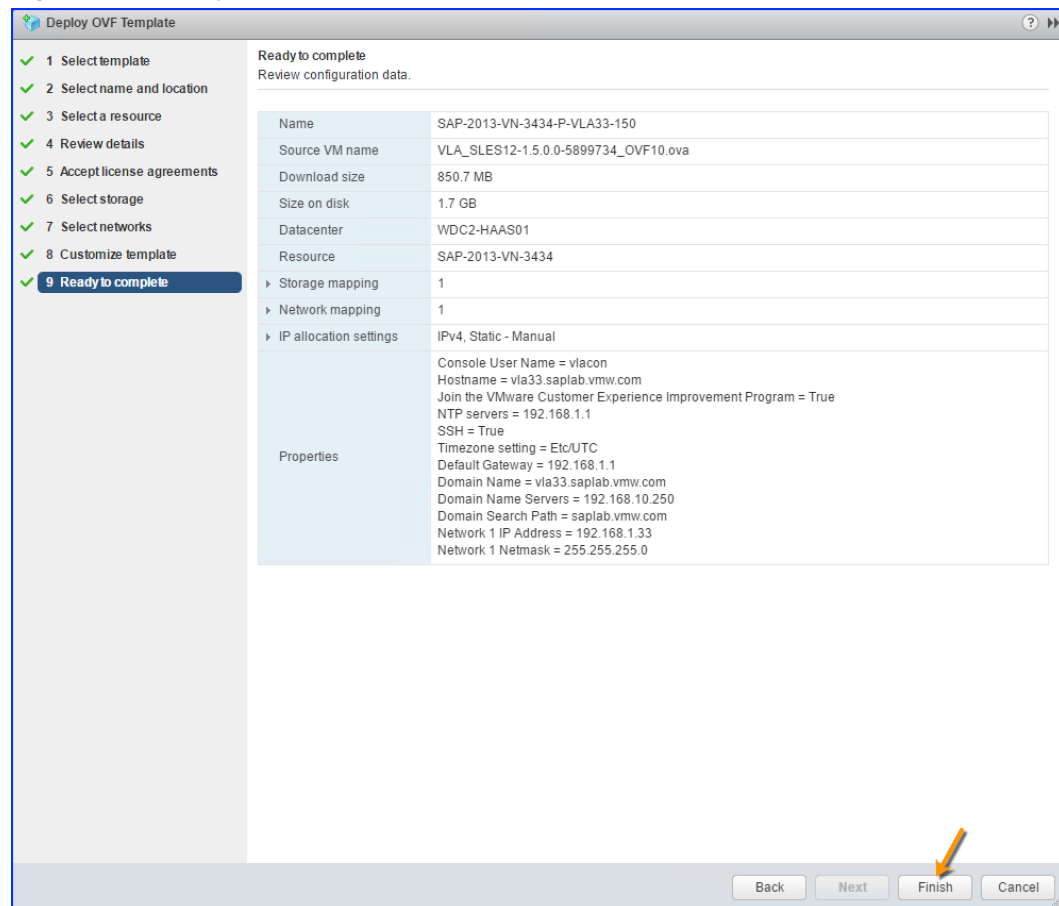 Deploy OVF Template
?
1 Select template
2 Select name and location
3 Select a resource
4 Review details
5 Accept license agreements
6 Select storage
7 Select networks
8 Customize template
9 Ready to complete
Ready to complete
Review configuration data.
Name SAP-2013-VN-3434-P-VLA33-150
Source VM name VLA_SLES12-1.5.0.0-5899734_OVF10.ova
Download size 850.7 MB
Size on disk 1.7 GB
Datacenter WDC2-HAAS01
Resource SAP-2013-VN-3434
Storage mapping 1
Network mapping 1
IP allocation settings IPv4, Static - Manual
Properties
Console User Name = vlacon
Hostname = vla33.saplab.vmw.com
Join the VMware Customer Experience Improvement Program = True
NTP servers = 192.168.1.1
SSH = True
Timezone setting = Etc/UTC
Default Gateway = 192.168.1.1
Domain Name = vla33.saplab.vmw.com
Domain Name Servers = 192.168.10.250
Domain Search Path = saplab.vmw.com
Network 1 IP Address = 192.168.1.33
Network 1 Netmask = 255.255.255.0
Back Next Finish Cancel